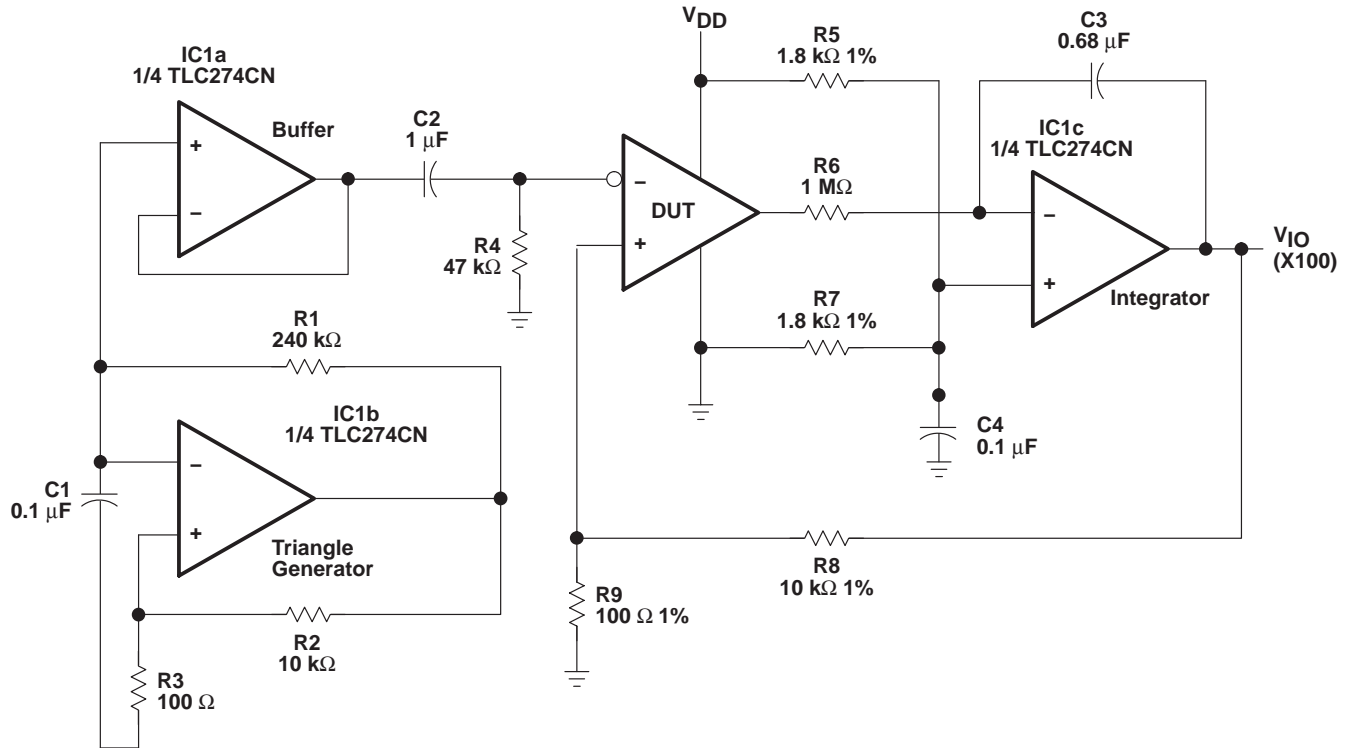 IC1a
1/4 TLC274CN
+
−
Buffer
C2
1 μF
R4
47 kΩ
R1
240 kΩ
IC1b
1/4 TLC274CN
−
+
C1
0.1 μF
Triangle
Generator
R2
10 kΩ
R3
100 Ω
VDD
DUT
−
+
R5
1.8 kΩ 1%
R6
1 MΩ
R7
1.8 kΩ 1%
C3
0.68 μF
IC1c
1/4 TLC274CN
−
+
Integrator
VIO
(X100)
C4
0.1 μF
R8
10 kΩ 1%
R9
100 Ω 1%